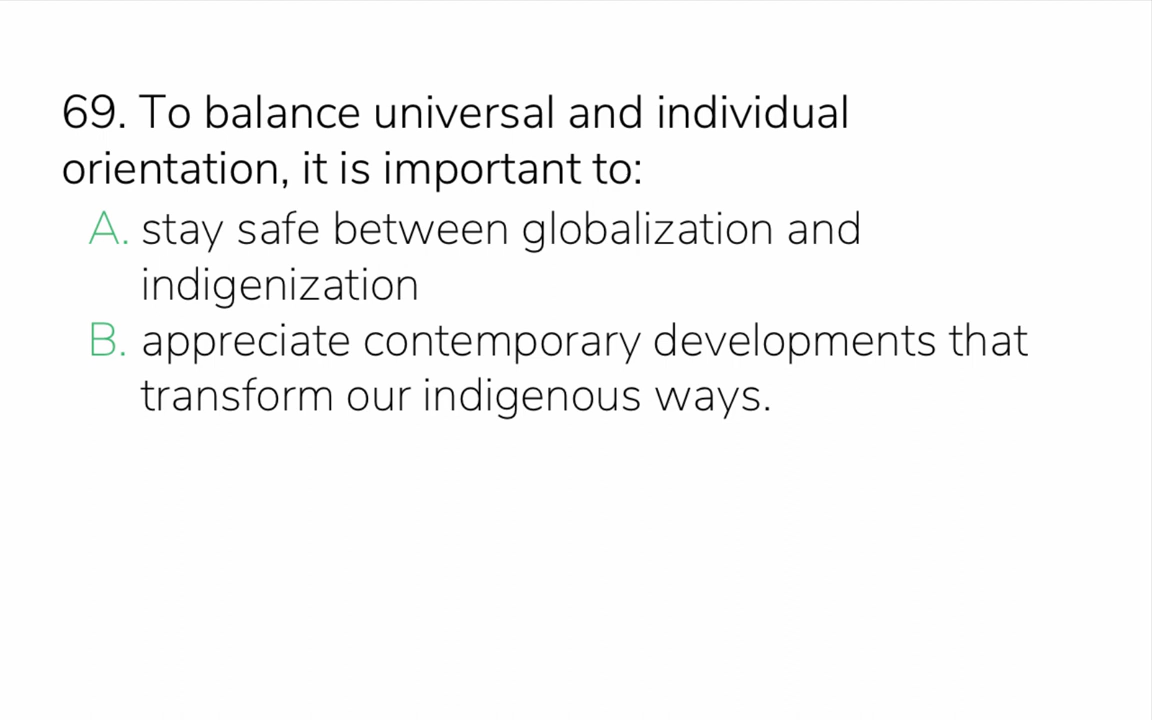 69. To balance universal and individual
orientation, it is important to:
A. stay safe between globalization and
indigenization
B. appreciate contemporary developments that
transform our indigenous ways.